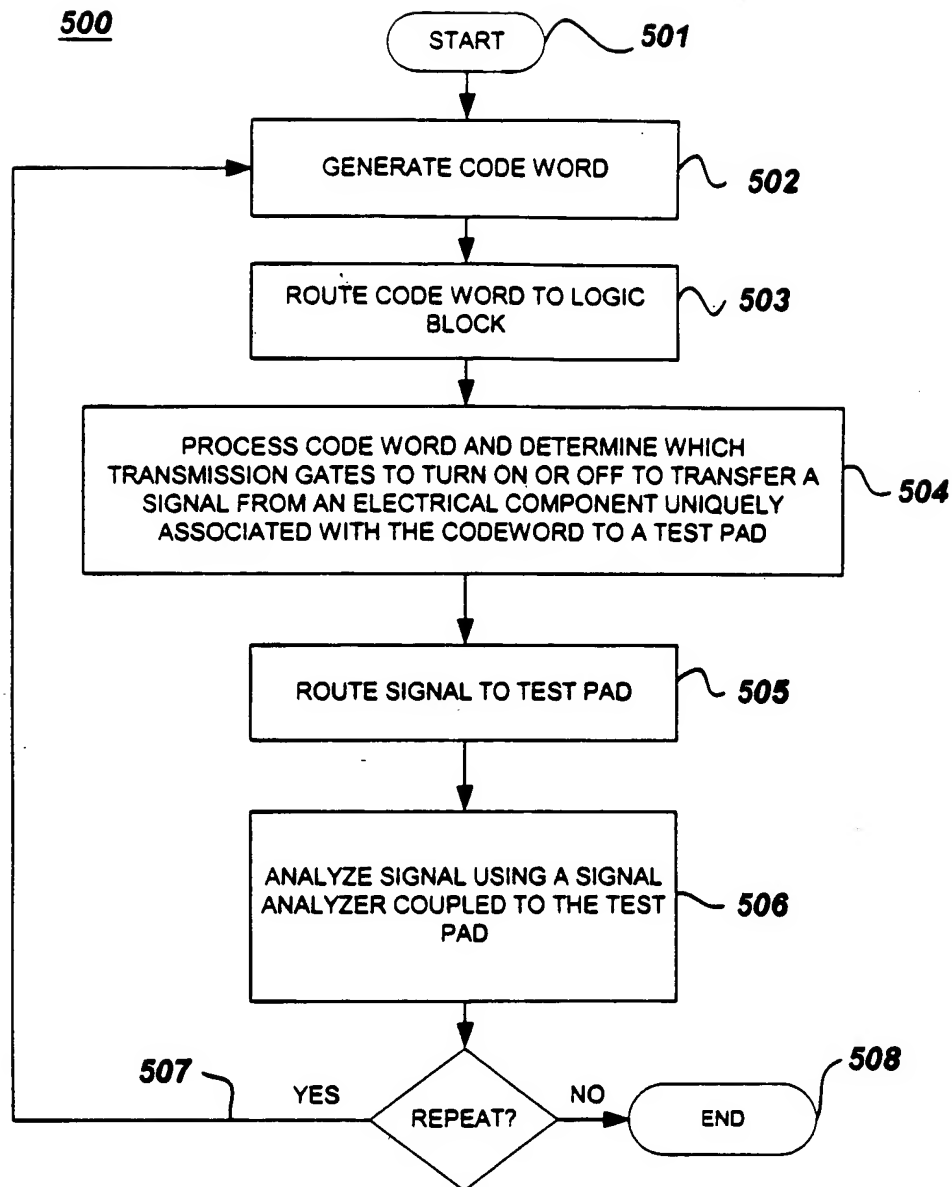 500
START
501
GENERATE CODE WORD
502
ROUTE CODE WORD TO LOGIC
BLOCK
503
PROCESS CODE WORD AND DETERMINE WHICH
TRANSMISSION GATES TO TURN ON OR OFF TO TRANSFER A
SIGNAL FROM AN ELECTRICAL COMPONENT UNIQUELY
ASSOCIATED WITH THE CODEWORD TO A TEST PAD
504
ROUTE SIGNAL TO TEST PAD
505
ANALYZE SIGNAL USING A SIGNAL
ANALYZER COUPLED TO THE TEST
PAD
506
507
YES
REPEAT?
NO
END
508